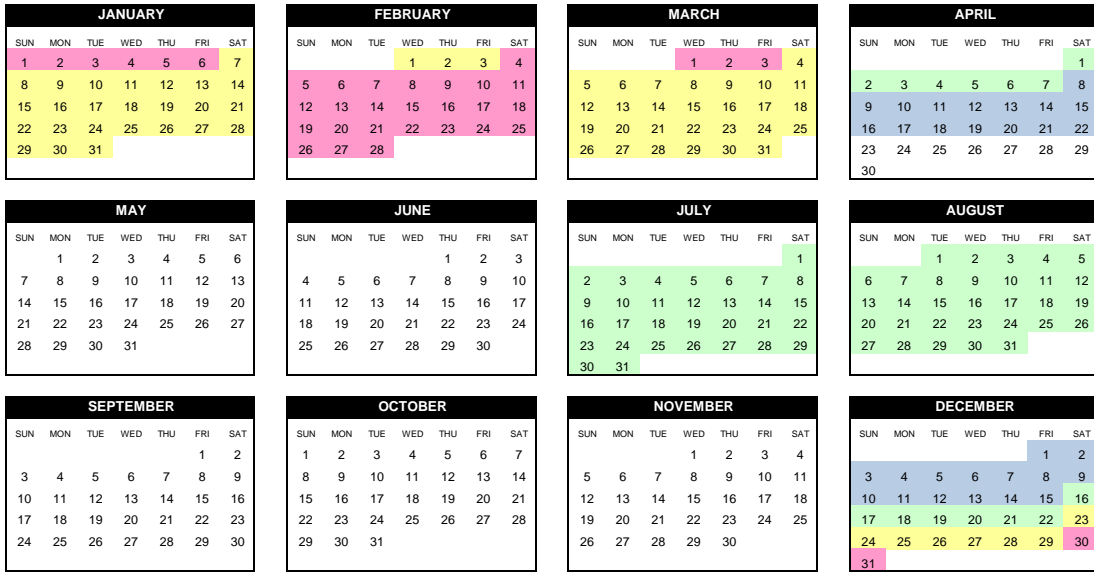 JANUARY
SUN MON TUE WED THU FRI SAT
1 2 3 4 5 6 7
8 9 10 11 12 13 14
15 16 17 18 19 20 21
22 23 24 25 26 27 28
29 30 31
FEBRUARY
SUN MON TUE WED THU FRI SAT
1 2 3 4
5 6 7 8 9 10 11
12 13 14 15 16 17 18
19 20 21 22 23 24 25
26 27 28
MARCH
SUN MON TUE WED THU FRI SAT
1 2 3 4
5 6 7 8 9 10 11
12 13 14 15 16 17 18
19 20 21 22 23 24 25
26 27 28 29 30 31
APRIL
SUN MON TUE WED THU FRI SAT
1
2 3 4 5 6 7 8
9 10 11 12 13 14 15
16 17 18 19 20 21 22
23 24 25 26 27 28 29
30
MAY
SUN MON TUE WED THU FRI SAT
1 2 3 4 5 6
7 8 9 10 11 12 13
14 15 16 17 18 19 20
21 22 23 24 25 26 27
28 29 30 31
JUNE
SUN MON TUE WED THU FRI SAT
1 2 3
4 5 6 7 8 9 10
11 12 13 14 15 16 17
18 19 20 21 22 23 24
25 26 27 28 29 30
JULY
SUN MON TUE WED THU FRI SAT
1
2 3 4 5 6 7 8
9 10 11 12 13 14 15
16 17 18 19 20 21 22
23 24 25 26 27 28 29
30 31
AUGUST
SUN MON TUE WED THU FRI SAT
1 2 3 4 5
6 7 8 9 10 11 12
13 14 15 16 17 18 19
20 21 22 23 24 25 26
27 28 29 30 31
SEPTEMBER
SUN MON TUE WED THU FRI SAT
1 2
3 4 5 6 7 8 9
10 11 12 13 14 15 16
17 18 19 20 21 22 23
24 25 26 27 28 29 30
OCTOBER
SUN MON TUE WED THU FRI SAT
1 2 3 4 5 6 7
8 9 10 11 12 13 14
15 16 17 18 19 20 21
22 23 24 25 26 27 28
29 30 31
NOVEMBER
SUN MON TUE WED THU FRI SAT
1 2 3 4
5 6 7 8 9 10 11
12 13 14 15 16 17 18
19 20 21 22 23 24 25
26 27 28 29 30
DECEMBER
SUN MON TUE WED THU FRI SAT
1 2
3 4 5 6 7 8 9
10 11 12 13 14 15 16
17 18 19 20 21 22 23
24 25 26 27 28 29 30
31